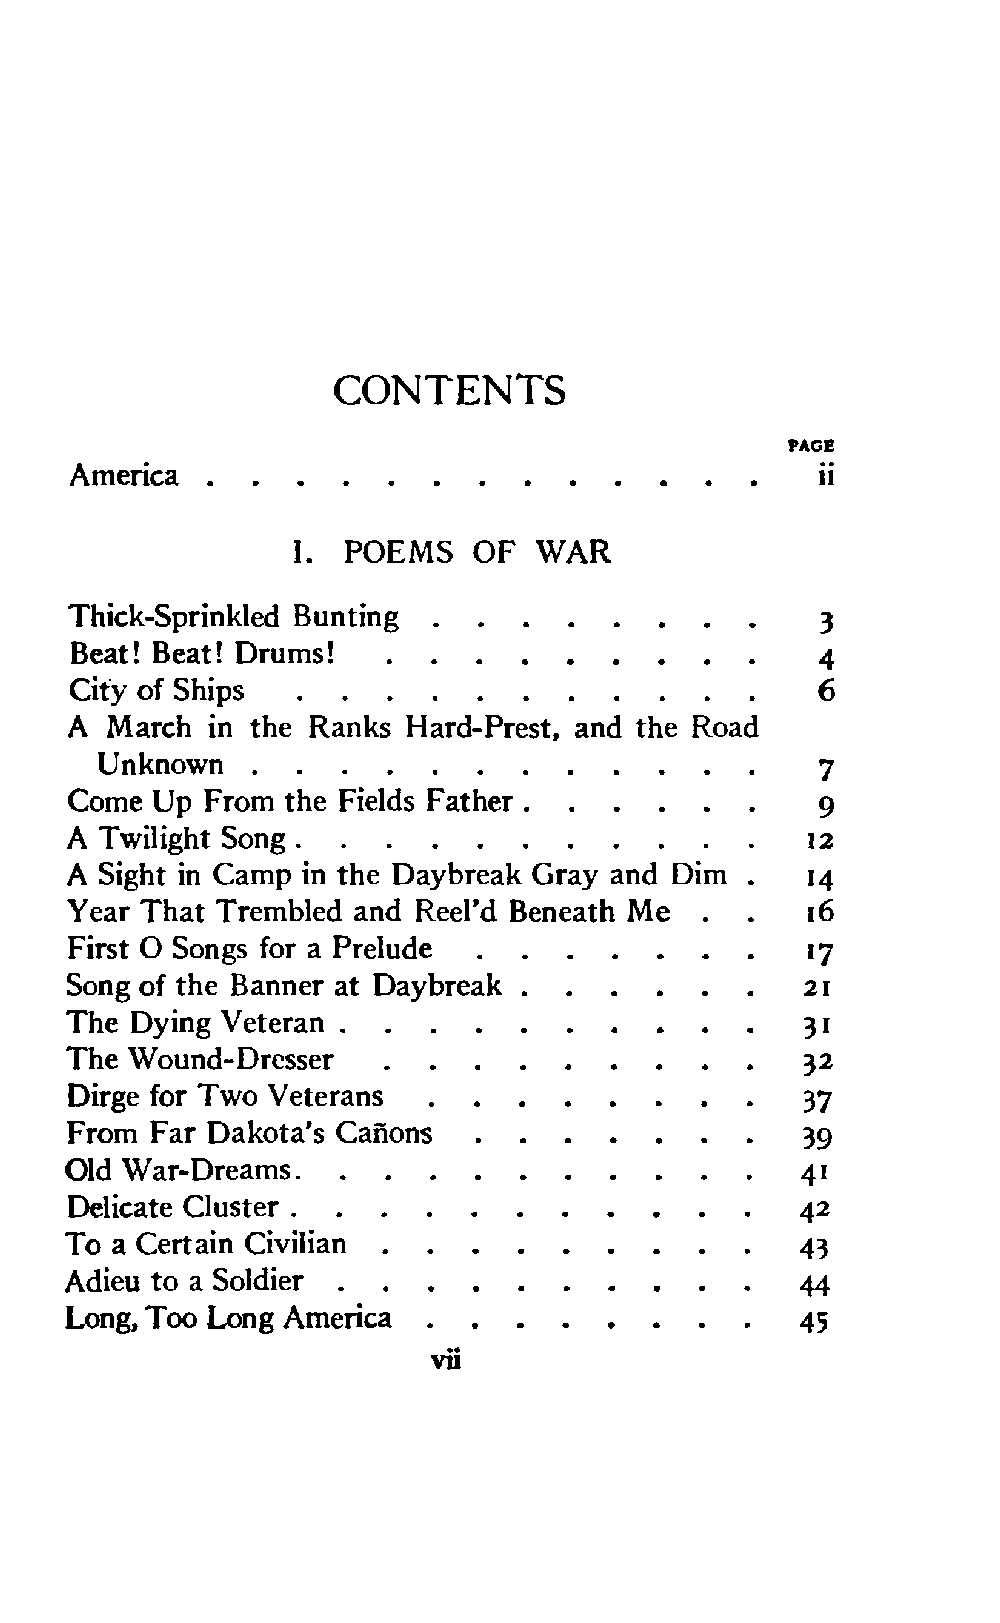 CONTENTS
PAGE
America . . . . . . . . . . . . . ii
I. POEMS OF WAR
Thick-Sprinkled Bunting . . . . . . . . 3
Beat! Beat! Drums! . . . . . . . . . 4
City of Ships . . . . . . . . . . . 6
A March in the Ranks Hard-Prest, and the Road
Unknown . . . . . . . . . . . . 7
Come Up From the Fields Father . . . . . . 9
A Twilight Song . . . . . . . . . . . 12
A Sight in Camp in the Daybreak Gray and Dim . 14
Year That Trembled and Reel'd Beneath Me . . 16
First O Songs for a Prelude . . . . . . . 17
Song of the Banner at Daybreak . . . . . . 21
The Dying Veteran . . . . . . . . . . 31
The Wound-Dresser . . . . . . . . . 32
Dirge for Two Veterans . . . . . . . . 37
From Far Dakota's Cañons . . . . . . . 39
Old War-Dreams . . . . . . . . . . . 41
Delicate Cluster . . . . . . . . . . . 42
To a Certain Civilian . . . . . . . . . 43
Adieu to a Soldier . . . . . . . . . . 44
Long, Too Long America . . . . . . . . 45
vii